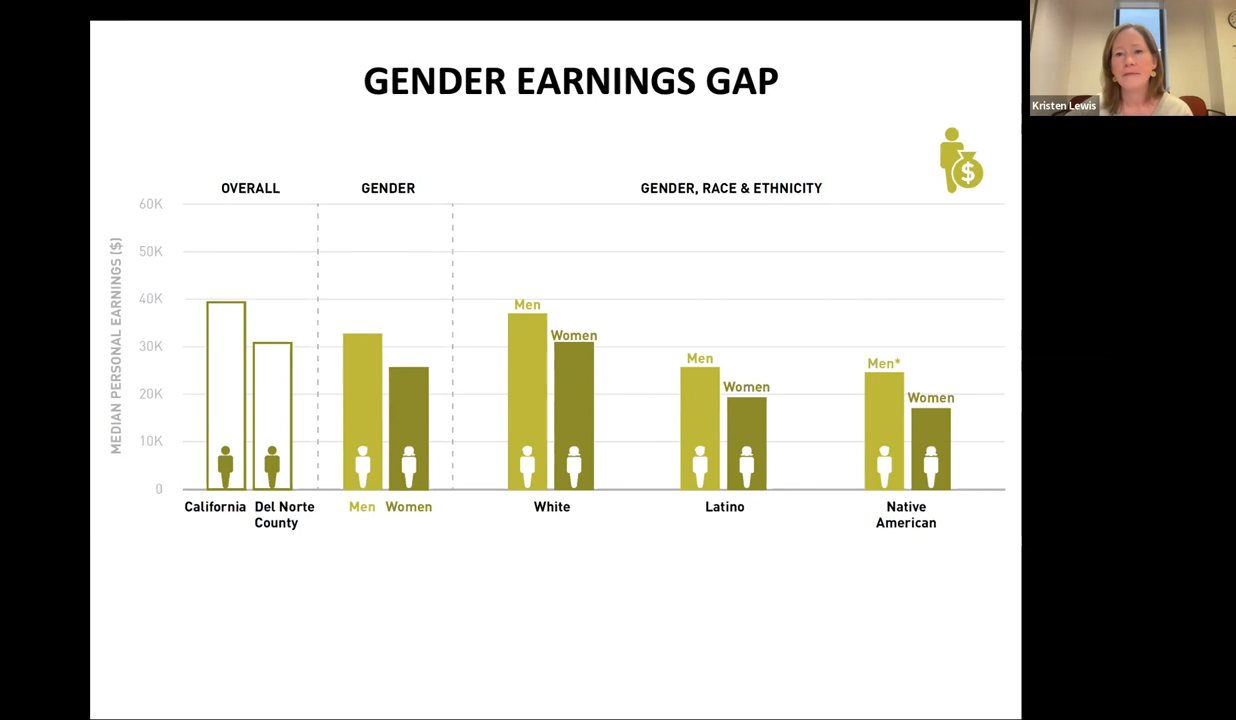 GENDER EARNINGS GAP
Kristen Lewis
$
OVERALL
GENDER
GENDER, RACE & ETHNICITY
MEDIAN PERSONAL EARNINGS ($)
60K
50K
40K
30K
20K
10K
0
Men
Women
Men
Women
Men*
Women
California
Del Norte
County
Men
Women
White
Latino
Native
American